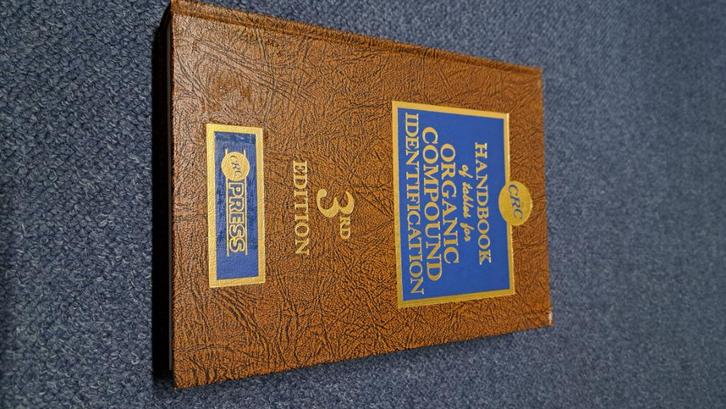 CRC
HANDBOOK
of tables for
ORGANIC
COMPOUND
IDENTIFICATION
3RD
EDITION
CRC PRESS